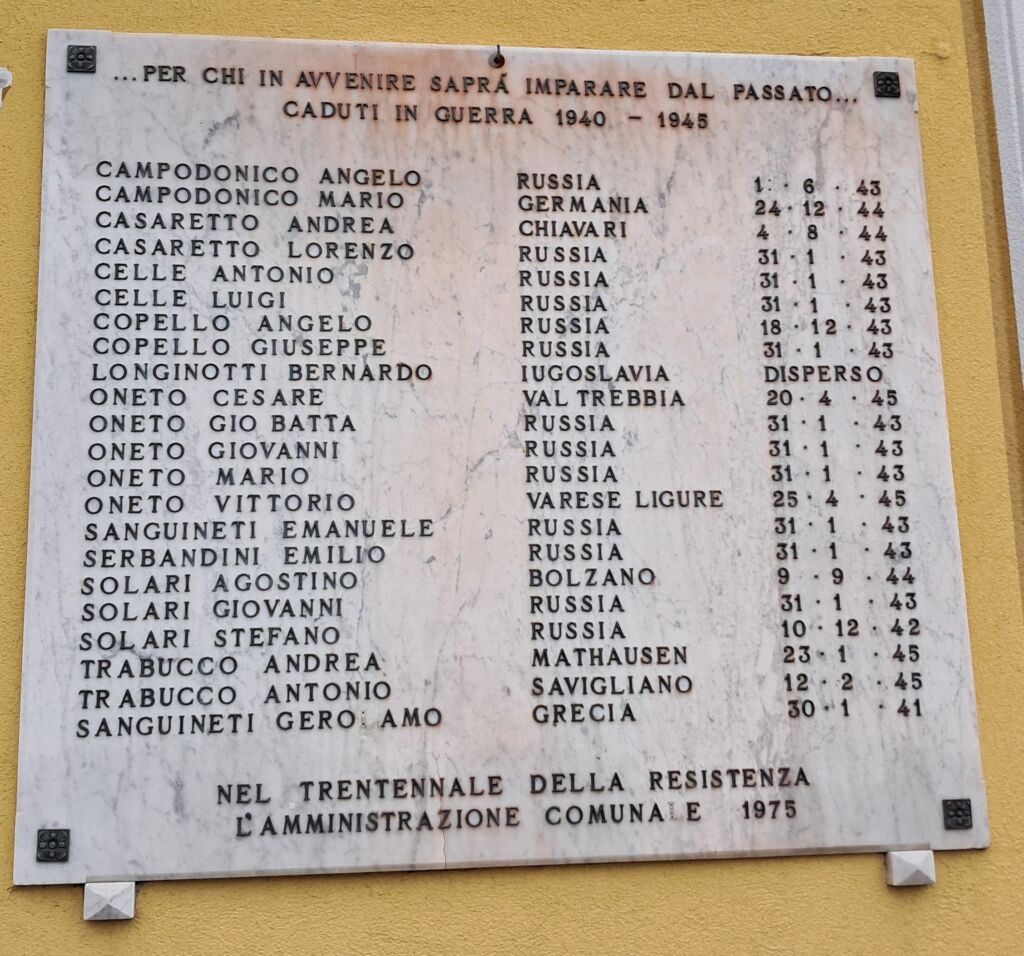 ...PER CHI IN AVVENIRE SAPRÁ IMPARARE DAL PASSATO...
CADUTI IN GUERRA 1940 - 1945
CAMPODONICO ANGELO RUSSIA 1 · 6 · 43
CAMPODONICO MARIO GERMANIA 24 · 12 · 44
CASARETTO ANDREA CHIAVARI 4 · 8 · 44
CASARETTO LORENZO RUSSIA 31 · 1 · 43
CELLE ANTONIO RUSSIA 31 · 1 · 43
CELLE LUIGI RUSSIA 31 · 1 · 43
COPELLO ANGELO RUSSIA 18 · 12 · 43
COPELLO GIUSEPPE RUSSIA 31 · 1 · 43
LONGINOTTI BERNARDO IUGOSLAVIA DISPERSO
ONETO CESARE VAL TREBBIA 20 · 4 · 45
ONETO GIO BATTA RUSSIA 31 · 1 · 43
ONETO GIOVANNI RUSSIA 31 · 1 · 43
ONETO MARIO RUSSIA 31 · 1 · 43
ONETO VITTORIO VARESE LIGURE 25 · 4 · 45
SANGUINETI EMANUELE RUSSIA 31 · 1 · 43
SERBANDINI EMILIO RUSSIA 31 · 1 · 43
SOLARI AGOSTINO BOLZANO 9 · 9 · 44
SOLARI GIOVANNI RUSSIA 31 · 1 · 43
SOLARI STEFANO RUSSIA 10 · 12 · 42
TRABUCCO ANDREA MATHAUSEN 23 · 1 · 45
TRABUCCO ANTONIO SAVIGLIANO 12 · 2 · 45
SANGUINETI GERO AMO GRECIA 30 · 1 · 41
NEL TRENTENNALE DELLA RESISTENZA
L'AMMINISTRAZIONE COMUNA E 1975